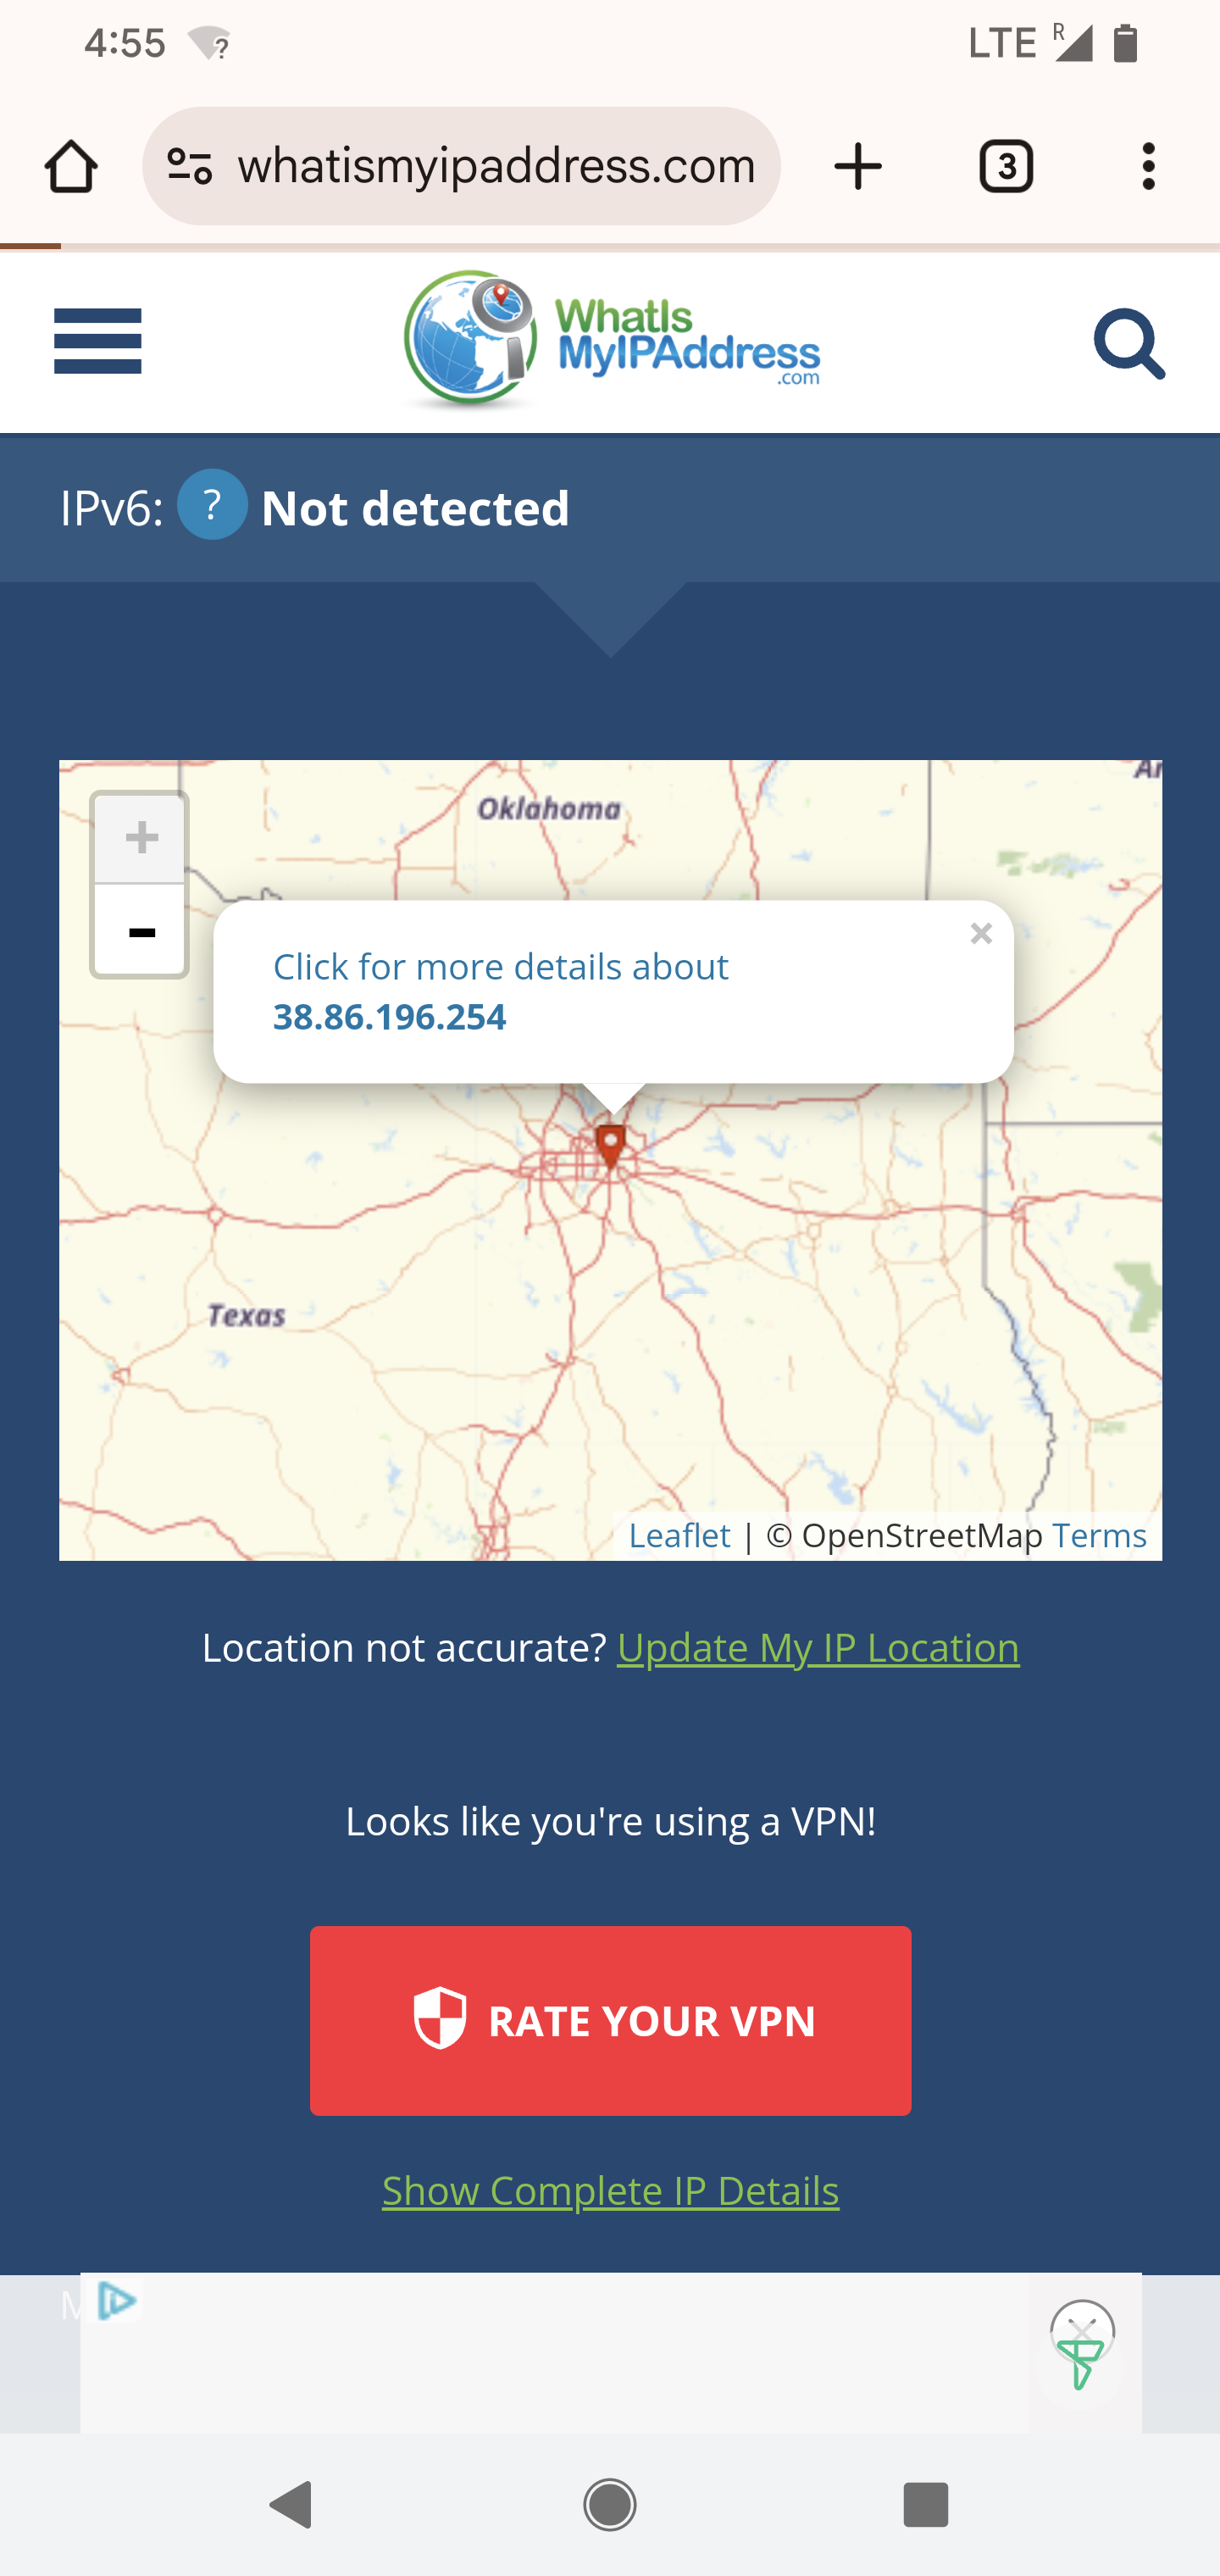 4:55 ? LTE R
whatismyipaddress.com 3
WhatIs
MyIPAddress
.com
IPv6: ? Not detected
Oklahoma
+
-
Click for more details about
38.86.196.254
×
Texas
Leaflet | © OpenStreetMap Terms
Location not accurate? Update My IP Location
Looks like you're using a VPN!
RATE YOUR VPN
Show Complete IP Details